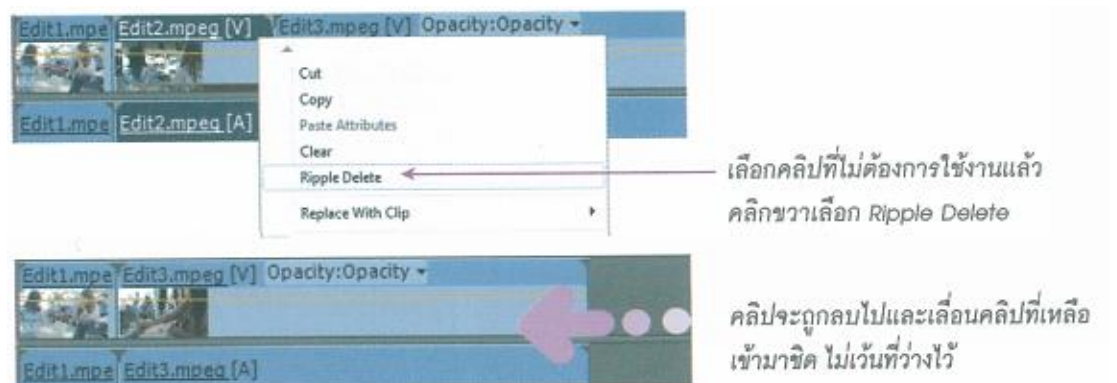 Edit1.mpe Edit2.mpeg [V] Edit3.mpeg [V] Opacity:Opacity
Cut
Copy
Paste Attributes
Clear
Ripple Delete
Replace With Clip
Edit1.mpe Edit2.mpeg [A]
เลือกคลิปที่ไม่ต้องการใช้งานแล้ว
คลิกขวาเลือก Ripple Delete
Edit1.mpe Edit3.mpeg [V] Opacity:Opacity
Edit1.mpe Edit3.mpeg [A]
คลิปจะถูกลบไปและเลื่อนคลิปที่เหลือ
เข้ามาชิด ไม่เว้นที่ว่างไว้